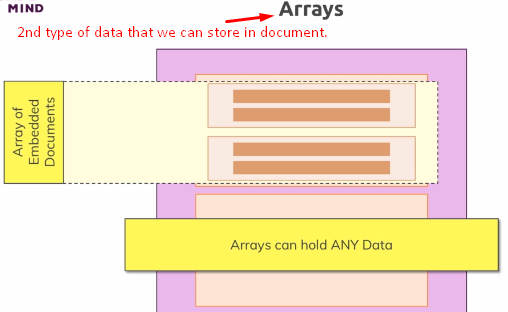 MIND
Arrays
2nd type of data that we can store in document.
Array of
Embedded
Documents
Arrays can hold ANY Data